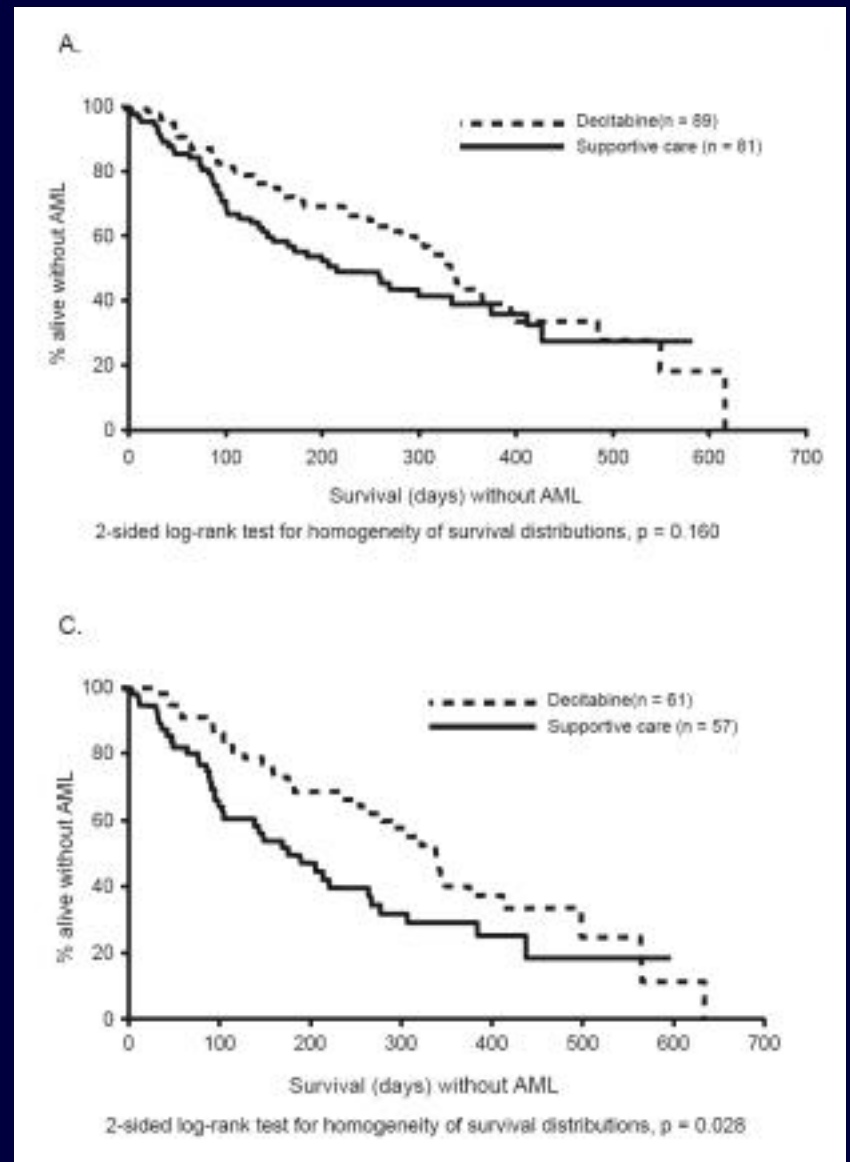 A.
100
80
60
40
20
0
% alive without AML
Decitabine(n = 89)
Supportive care (n = 81)
0 100 200 300 400 500 600 700
Survival (days) without AML
2-sided log-rank test for homogeneity of survival distributions, p = 0.160
C.
100
80
60
40
20
0
% alive without AML
Decitabine(n = 61)
Supportive care (n = 57)
0 100 200 300 400 500 600 700
Survival (days) without AML
2-sided log-rank test for homogeneity of survival distributions, p = 0.028